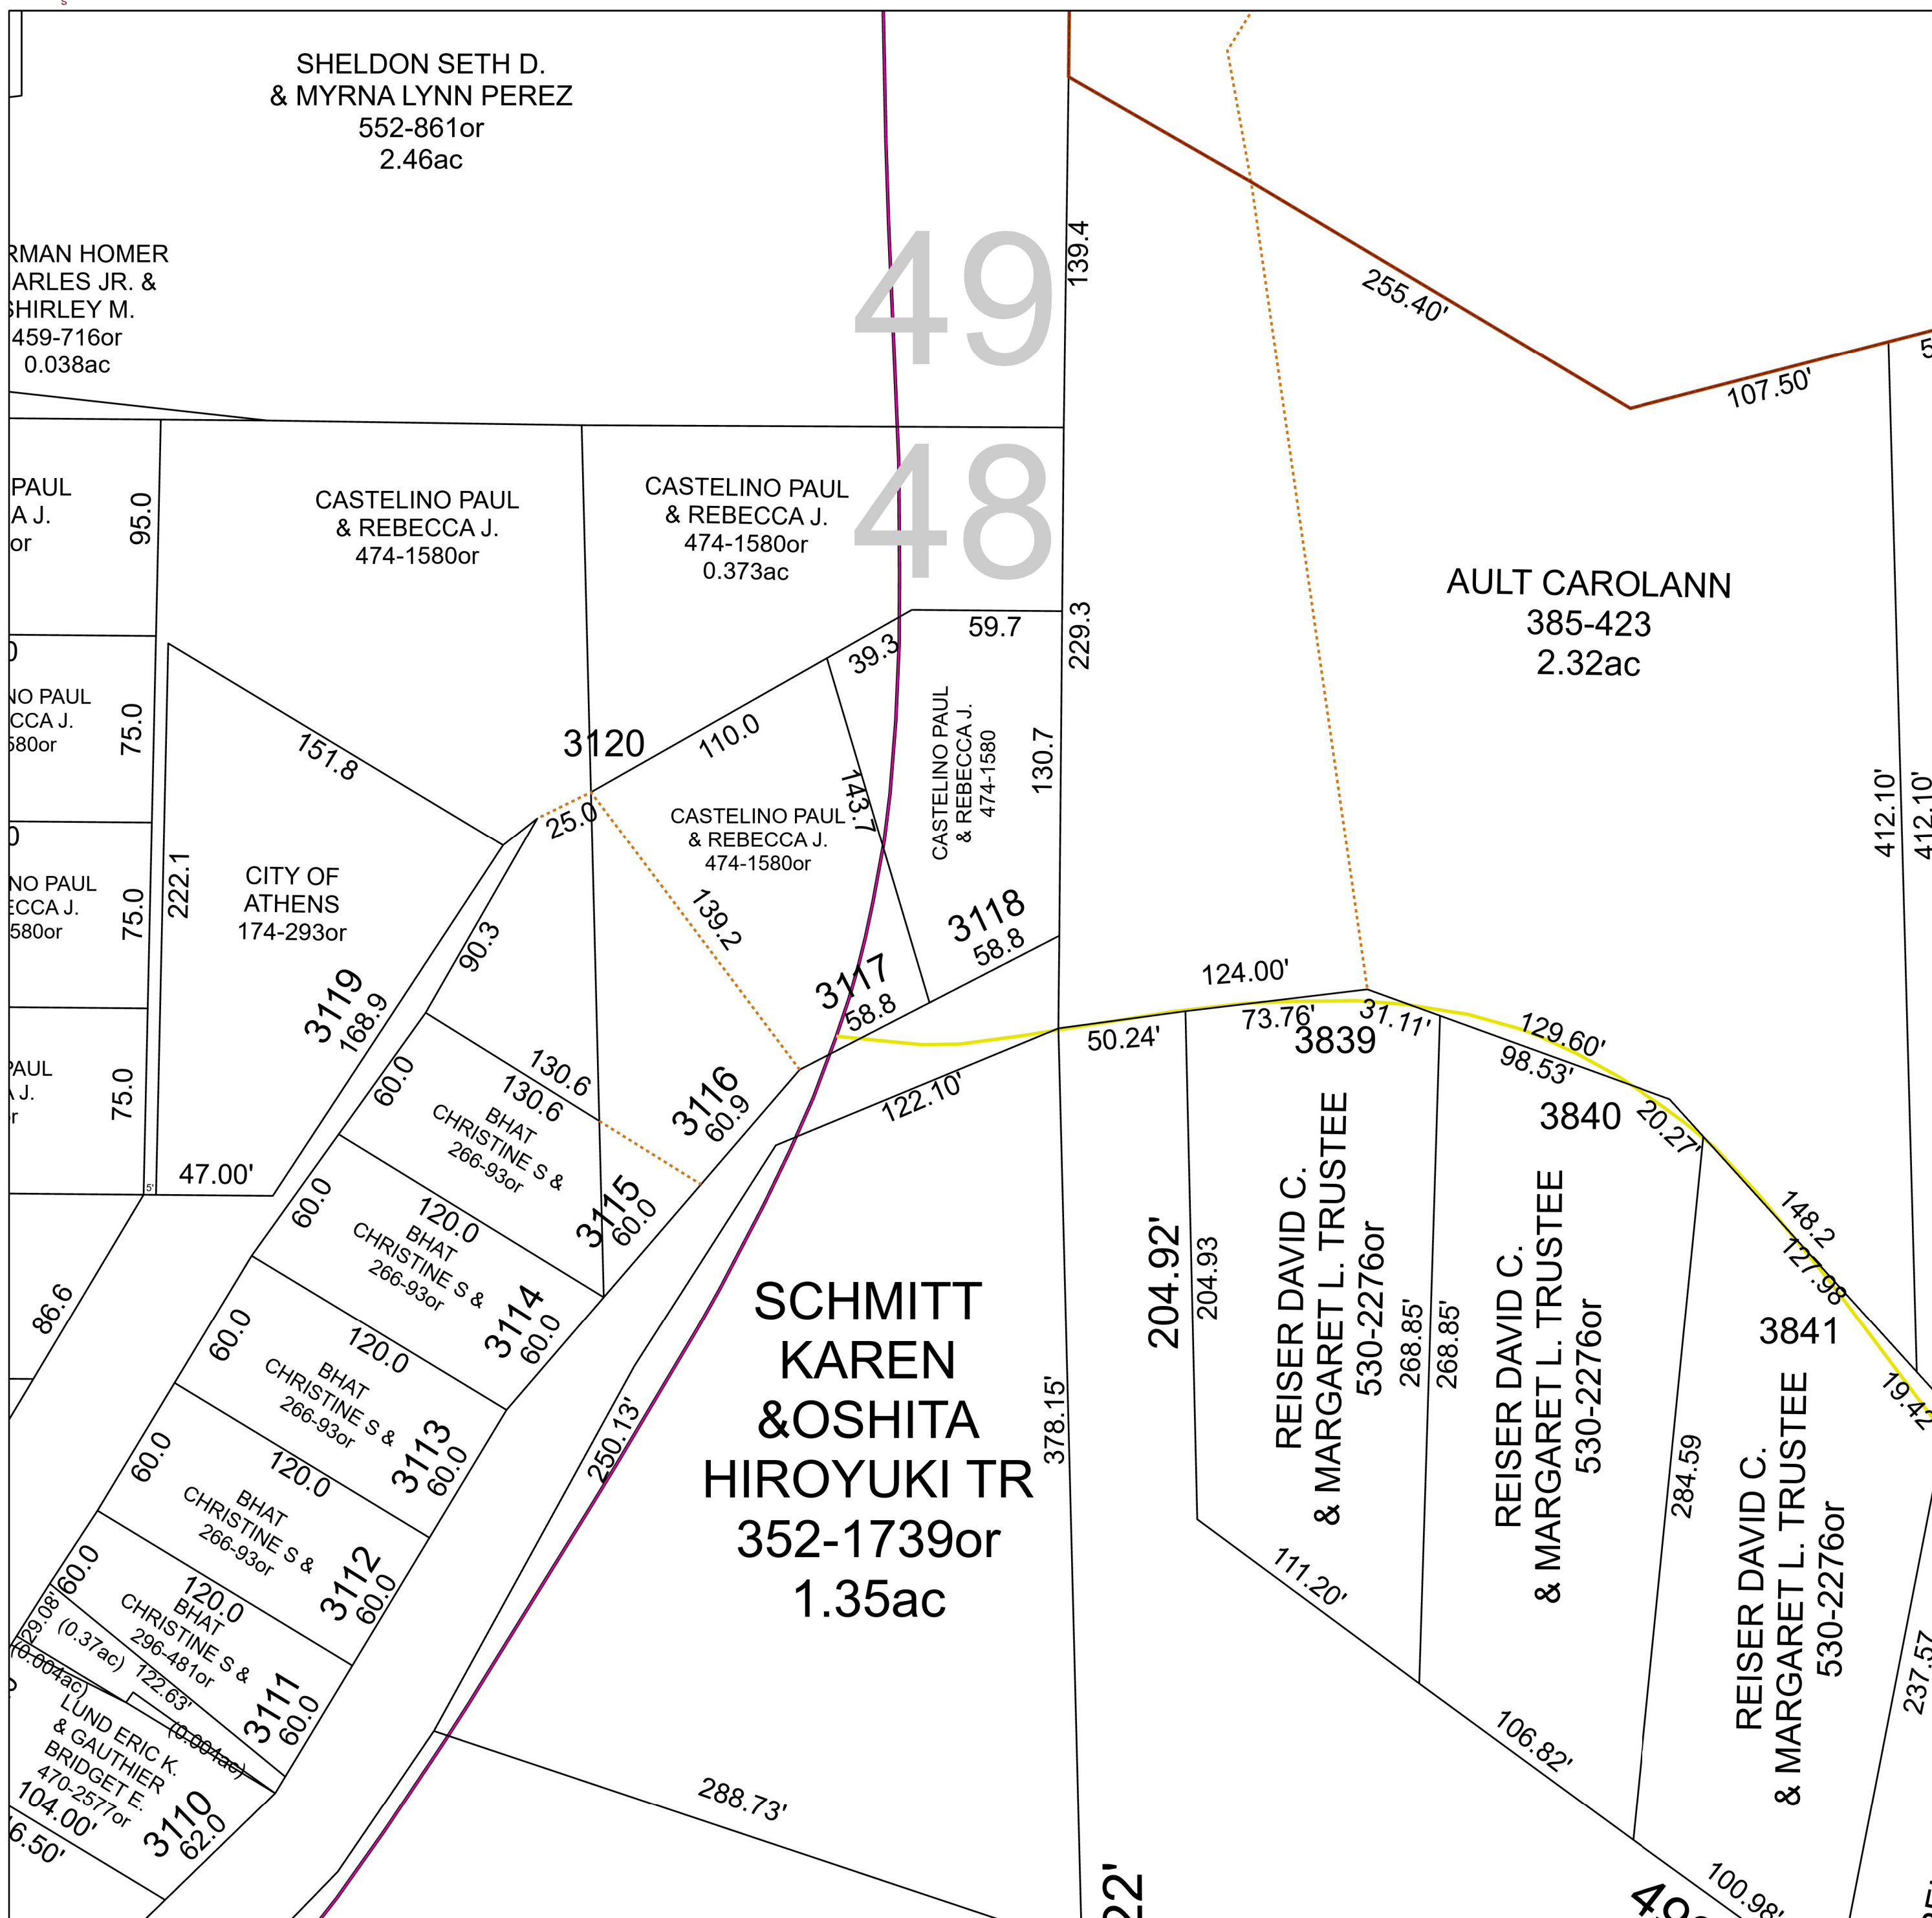 SHELDON SETH D.
& MYRNA LYNN PEREZ
552-861or
2.46ac
RMAN HOMER
ARLES JR. &
SHIRLEY M.
459-716or
0.038ac
49
139.4
255.40'
107.50'
48
PAUL
A J.
or
95.0
CASTELINO PAUL
& REBECCA J.
474-1580or
CASTELINO PAUL
& REBECCA J.
474-1580or
0.373ac
AULT CAROLANN
385-423
2.32ac
59.7
39.3
229.3
NO PAUL
CCA J.
580or
75.0
151.8
3120
110.0
25.0
143.7
130.7
CASTELINO PAUL
& REBECCA J.
474-1580
CASTELINO PAUL
& REBECCA J.
474-1580or
412.10'
412.10'
NO PAUL
ECCA J.
580or
75.0
222.1
CITY OF
ATHENS
174-293or
90.3
139.2
3118
58.8
3117
58.8
3119
168.9
124.00'
50.24'
73.76'
3839
31.11'
129.60'
98.53'
3840
20.27'
PAUL
J.
r
75.0
60.0
130.6
130.6
BHAT
CHRISTINE S &
266-93or
3116
60.9
122.10'
47.00'
5'
60.0
120.0
BHAT
CHRISTINE S &
266-93or
3115
60.0
86.6
60.0
120.0
BHAT
CHRISTINE S &
266-93or
3114
60.0
SCHMITT
KAREN
&OSHITA
HIROYUKI TR
352-1739or
1.35ac
250.13'
378.15'
204.92'
204.93
REISER DAVID C.
& MARGARET L. TRUSTEE
530-2276or
268.85'
268.85'
REISER DAVID C.
& MARGARET L. TRUSTEE
530-2276or
148.2
127.98
3841
19.42
284.59
REISER DAVID C.
& MARGARET L. TRUSTEE
530-2276or
237.57
60.0
120.0
BHAT
CHRISTINE S &
266-93or
3113
60.0
60.0
120.0
BHAT
CHRISTINE S &
296-481or
3112
60.0
29.08'
(0.37ac)
122.63'
(0.004ac)
(0.004ac)
3111
60.0
LUND ERIC K.
& GAUTHIER
BRIDGET E.
470-2577or
104.00'
3110
62.0
6.50'
288.73'
111.20'
106.82'
100.98'
22'
49